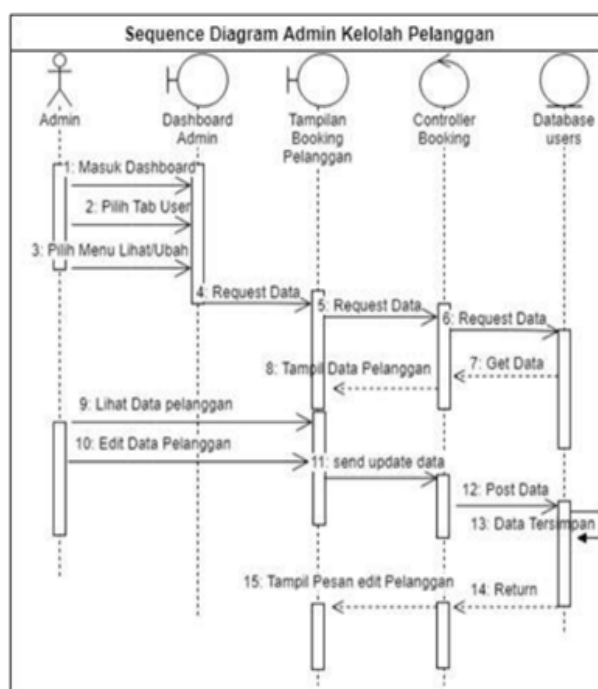 Sequence Diagram Admin Kelolah Pelanggan
Admin
Dashboard
Admin
Tampilan
Booking
Pelanggan
Controller
Booking
Database
users
1: Masuk Dashboard
2: Pilih Tab User
3: Pilih Menu Lihat/Ubah
4: Request Data
5: Request Data
6: Request Data
7: Get Data
8: Tampil Data Pelanggan
9: Lihat Data pelanggan
10: Edit Data Pelanggan
11: send update data
12: Post Data
13: Data Tersimpan
14: Return
15: Tampil Pesan edit Pelanggan